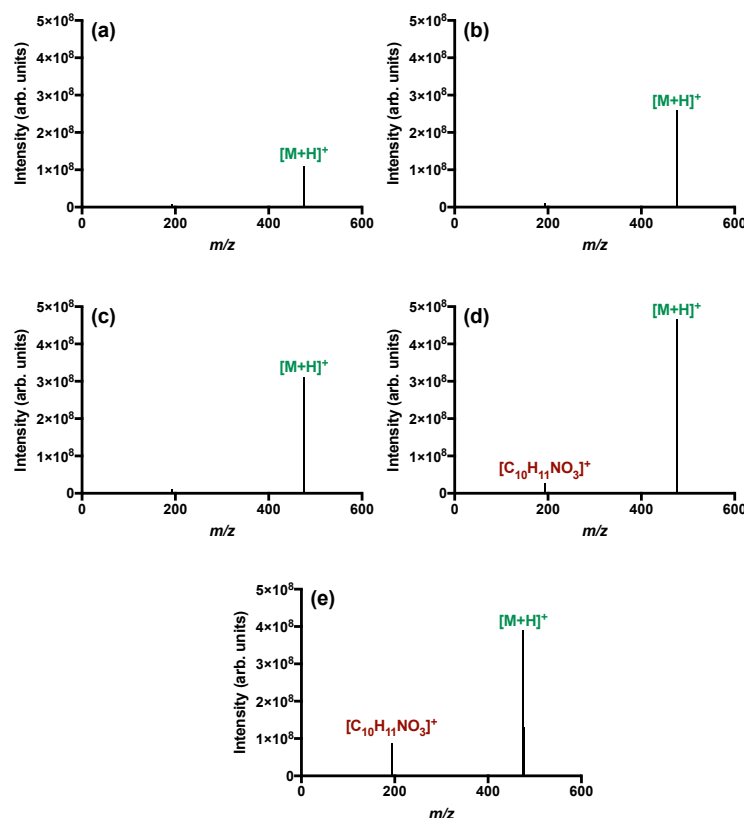 (a)
Intensity (arb. units)
5×10⁸
4×10⁸
3×10⁸
2×10⁸
1×10⁸
0
[M+H]⁺
0 200 400 600
m/z
(b)
Intensity (arb. units)
5×10⁸
4×10⁸
3×10⁸
2×10⁸
1×10⁸
0
[M+H]⁺
0 200 400 600
m/z
(c)
Intensity (arb. units)
5×10⁸
4×10⁸
3×10⁸
2×10⁸
1×10⁸
0
[M+H]⁺
0 200 400 600
m/z
(d)
Intensity (arb. units)
5×10⁸
4×10⁸
3×10⁸
2×10⁸
1×10⁸
0
[M+H]⁺
[C₁₀H₁₁NO₃]⁺
0 200 400 600
m/z
(e)
Intensity (arb. units)
5×10⁸
4×10⁸
3×10⁸
2×10⁸
1×10⁸
0
[M+H]⁺
[C₁₀H₁₁NO₃]⁺
0 200 400 600
m/z